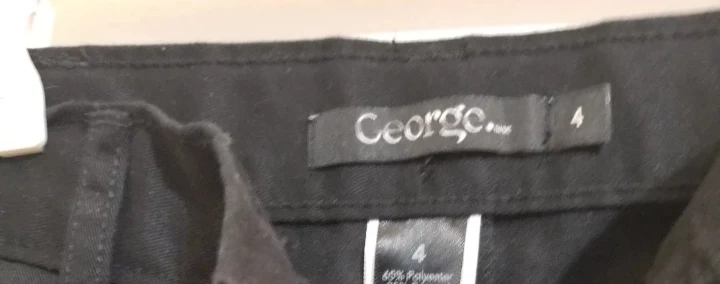 George.
4
4
65% Polyester